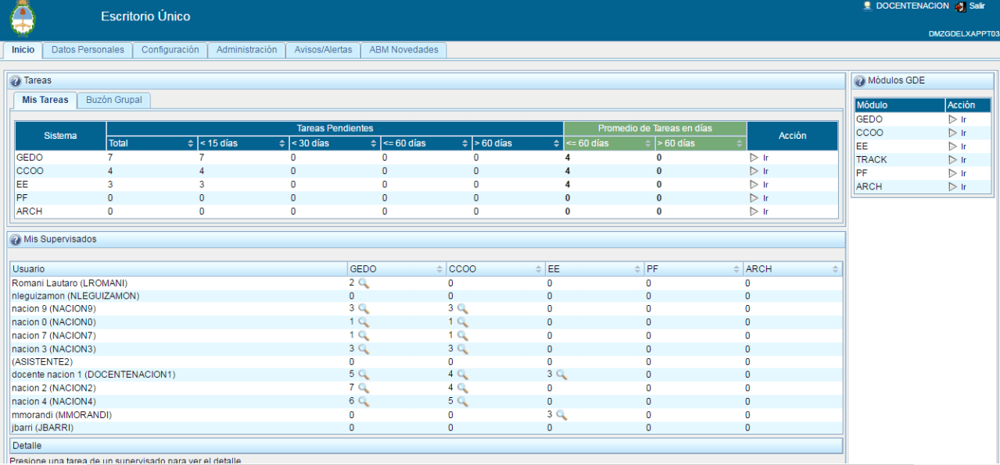 DOCENTENACION Salir
Escritorio Único
DMZGDELXAPPT03
Inicio Datos Personales Configuración Administración Avisos/Alertas ABM Novedades
Tareas
Mis Tareas Buzón Grupal
Sistema Tareas Pendientes Promedio de Tareas en días Acción
Total < 15 días < 30 días <= 60 días > 60 días <= 60 días > 60 días
GEDO 7 7 0 0 0 4 0 Ir
CCOO 4 4 0 0 0 4 0 Ir
EE 3 3 0 0 0 4 0 Ir
PF 0 0 0 0 0 0 0 Ir
ARCH 0 0 0 0 0 0 0 Ir
Módulos GDE
Módulo Acción
GEDO Ir
CCOO Ir
EE Ir
TRACK Ir
PF Ir
ARCH Ir
Mis Supervisados
Usuario GEDO CCOO EE PF ARCH
Romani Lautaro (LROMANI) 2 0 0 0 0
nleguizamon (NLEGUIZAMON) 0 0 0 0 0
nacion 9 (NACION9) 3 3 0 0 0
nacion 0 (NACION0) 1 1 0 0 0
nacion 7 (NACION7) 1 1 0 0 0
nacion 3 (NACION3) 3 3 0 0 0
(ASISTENTE2) 0 0 0 0 0
docente nacion 1 (DOCENTENACION1) 5 4 3 0 0
nacion 2 (NACION2) 7 4 0 0 0
nacion 4 (NACION4) 6 5 0 0 0
mmorandi (MMORANDI) 0 0 3 0 0
jbarri (JBARRI) 0 0 0 0 0
Detalle
Presione una tarea de un supervisado para ver el detalle